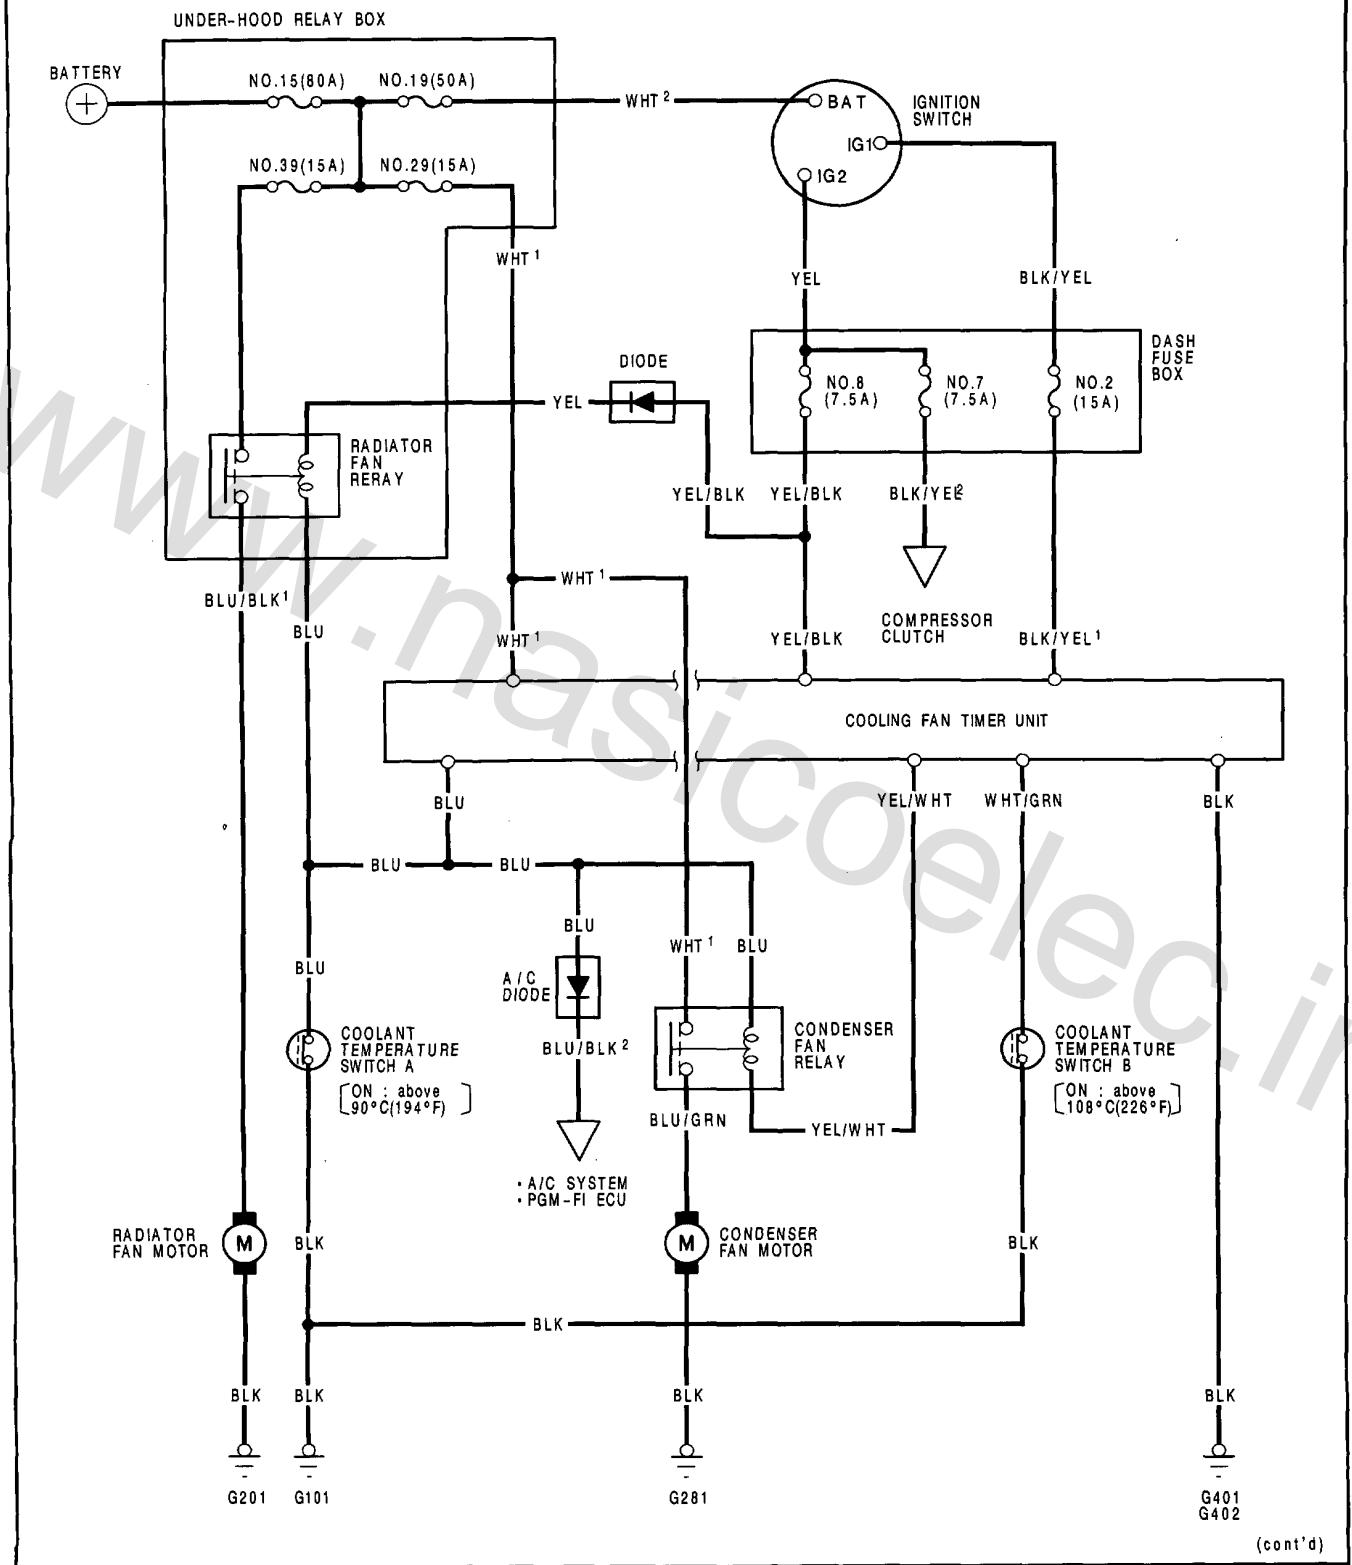 UNDER-HOOD RELAY BOX
BATTERY
NO.15(80A)
NO.19(50A)
WHT 2
BAT
IGNITION
SWITCH
IG1
IG2
NO.39(15A)
NO.29(15A)
WHT 1
YEL
BLK/YEL
DASH
FUSE
BOX
DIODE
NO.8
(7.5A)
NO.7
(7.5A)
NO.2
(15A)
YEL
RADIATOR
FAN
RERAY
YEL/BLK
YEL/BLK
BLK/YEL2
WHT 1
BLU/BLK 1
BLU
WHT 1
YEL/BLK
COMPRESSOR
CLUTCH
BLK/YEL 1
COOLING FAN TIMER UNIT
BLU
YEL/WHT
WHT/GRN
BLK
BLU
BLU
BLU
WHT 1
BLU
BLU
A/C
DIODE
COOLANT
TEMPERATURE
SWITCH A
[ON : above
90°C(194°F)]
BLU/BLK 2
CONDENSER
FAN
RELAY
COOLANT
TEMPERATURE
SWITCH B
[ON : above
108°C(226°F)]
BLU/GRN
YEL/WHT
• A/C SYSTEM
• PGM-FI ECU
RADIATOR
FAN MOTOR
M
BLK
M
CONDENSER
FAN MOTOR
BLK
BLK
BLK
BLK
BLK
BLK
G201
G101
G281
G401
G402
(cont'd)
www.nasicoelec.ir